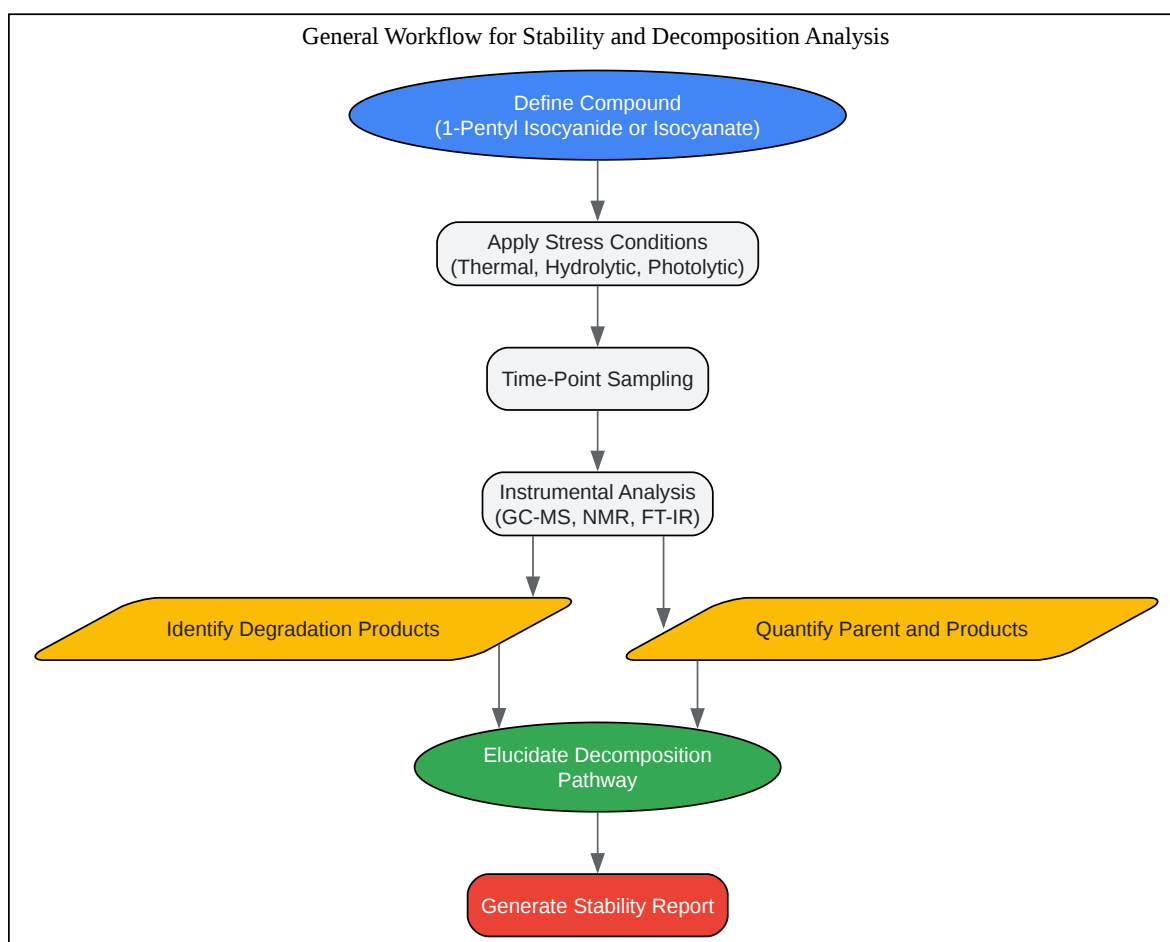 General Workflow for Stability and Decomposition Analysis
Define Compound
(1-Pentyl Isocyanide or Isocyanate)
Apply Stress Conditions
(Thermal, Hydrolytic, Photolytic)
Time-Point Sampling
Instrumental Analysis
(GC-MS, NMR, FT-IR)
Identify Degradation Products
Quantify Parent and Products
Elucidate Decomposition
Pathway
Generate Stability Report